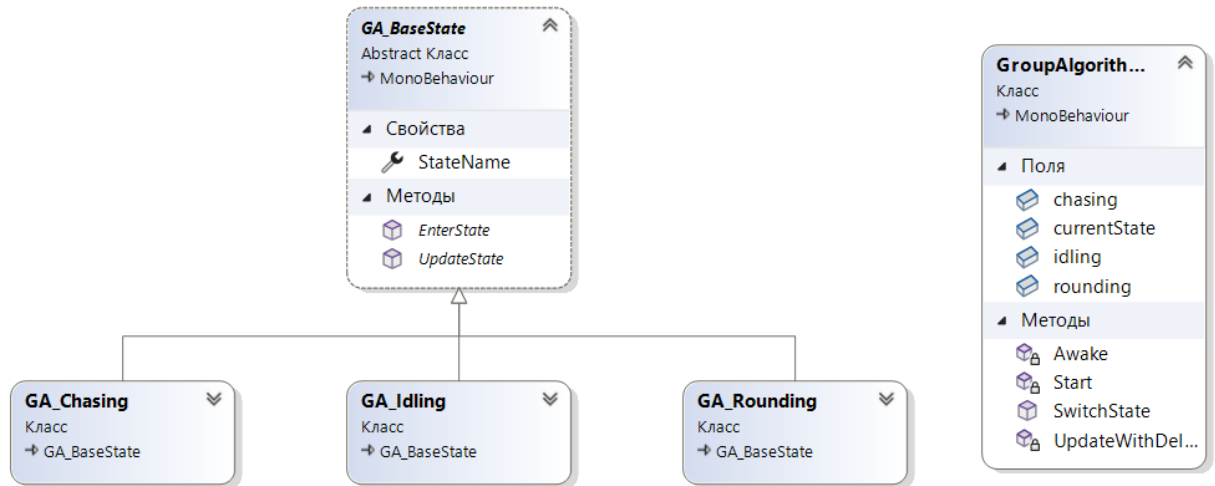 GA_BaseState
Abstract Класс
MonoBehaviour
Свойства
StateName
Методы
EnterState
UpdateState
GroupAlgorith...
Класс
MonoBehaviour
Поля
chasing
currentState
idling
rounding
Методы
Awake
Start
SwitchState
UpdateWithDel...
GA_Chasing
Класс
GA_BaseState
GA_Idling
Класс
GA_BaseState
GA_Rounding
Класс
GA_BaseState